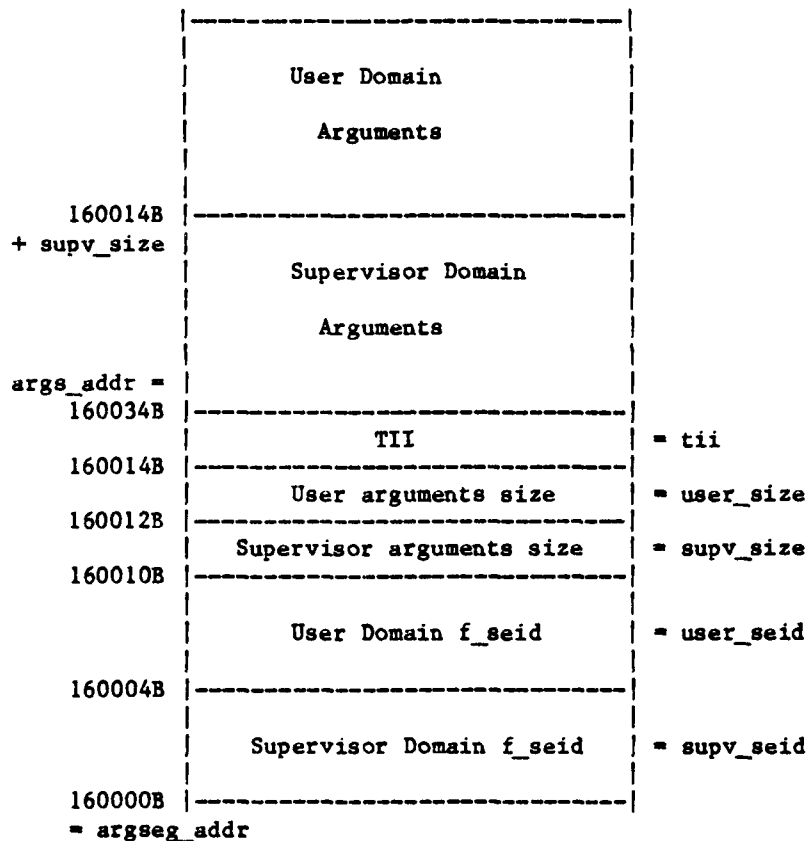 User Domain
Arguments
160014B
+ supv_size
Supervisor Domain
Arguments
args_addr =
160034B
TII = tii
160014B
User arguments size = user_size
160012B
Supervisor arguments size = supv_size
160010B
User Domain f_seid = user_seid
160004B
Supervisor Domain f_seid = supv_seid
160000B
= argseg_addr